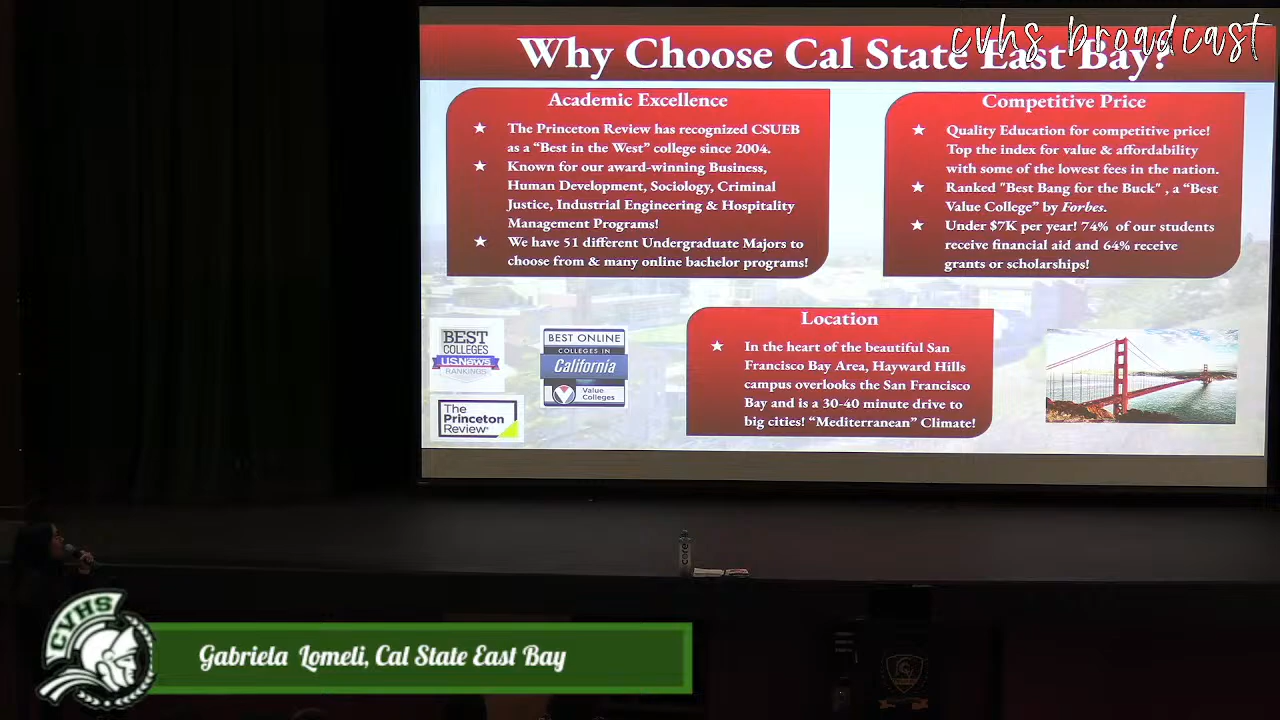 cvhs broadcast
Why Choose Cal State East Bay?
Academic Excellence
★ The Princeton Review has recognized CSUEB
as a “Best in the West” college since 2004.
★ Known for our award-winning Business,
Human Development, Sociology, Criminal
Justice, Industrial Engineering & Hospitality
Management Programs!
★ We have 51 different Undergraduate Majors to
choose from & many online bachelor programs!
Competitive Price
★ Quality Education for competitive price!
Top the index for value & affordability
with some of the lowest fees in the nation.
★ Ranked "Best Bang for the Buck" , a “Best
Value College” by Forbes.
★ Under $7K per year! 74% of our students
receive financial aid and 64% receive
grants or scholarships!
Location
★ In the heart of the beautiful San
Francisco Bay Area, Hayward Hills
campus overlooks the San Francisco
Bay and is a 30-40 minute drive to
big cities! “Mediterranean” Climate!
BEST
COLLEGES
U.S.News
RANKINGS
BEST ONLINE
COLLEGES IN
California
Value
Colleges
The
Princeton
Review
CVHS
Gabriela Lomeli, Cal State East Bay